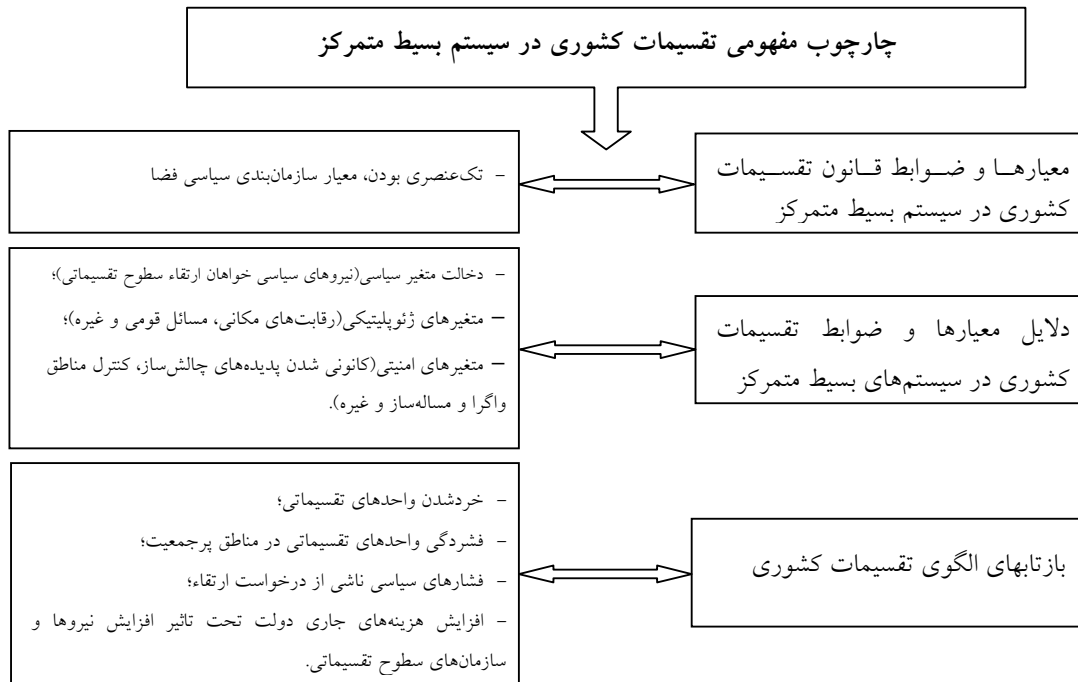 چارچوب مفهومی تقسیمات کشوری در سیستم بسیط متمرکز
معیارها و ضوابط قانون تقسیمات
کشوری در سیستم بسیط متمرکز
- تک‌عنصری بودن، معیار سازمان‌بندی سیاسی فضا
دلایل معیارها و ضوابط تقسیمات
کشوری در سیستم‌های بسیط متمرکز
- دخالت متغیر سیاسی(نیروهای سیاسی خواهان ارتقاء سطوح تقسیماتی)؛
– متغیرهای ژئوپلیتیکی(رقابت‌های مکانی، مسائل قومی و غیره)؛
– متغیرهای امنیتی(کانونی شدن پدیده‌های چالش‌ساز، کنترل مناطق
واگرا و مساله‌ساز و غیره).
بازتابهای الگوی تقسیمات کشوری
- خردشدن واحدهای تقسیماتی؛
- فشردگی واحدهای تقسیماتی در مناطق پرجمعیت؛
- فشارهای سیاسی ناشی از درخواست ارتقاء؛
- افزایش هزینه‌های جاری دولت تحت تاثیر افزایش نیروها و
سازمان‌های سطوح تقسیماتی.